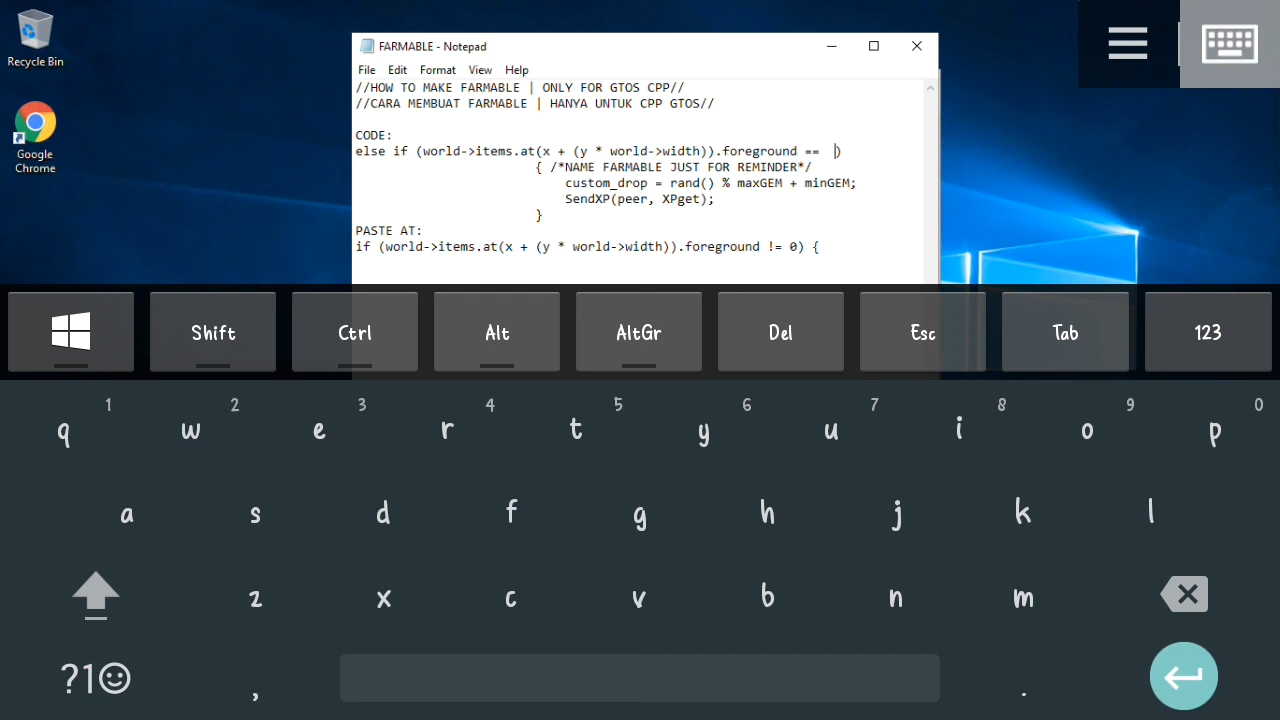 Recycle Bin
Google
Chrome
FARMABLE - Notepad
File Edit Format View Help
//HOW TO MAKE FARMABLE | ONLY FOR GTOS CPP//
//CARA MEMBUAT FARMABLE | HANYA UNTUK CPP GTOS//
CODE:
else if (world->items.at(x + (y * world->width)).foreground == )
{ /*NAME FARMABLE JUST FOR REMINDER*/
custom_drop = rand() % maxGEM + minGEM;
SendXP(peer, XPget);
}
PASTE AT:
if (world->items.at(x + (y * world->width)).foreground != 0) {
Shift Ctrl Alt AltGr Del Esc Tab 123
1 2 3 4 5 6 7 8 9 0
q w e r t y u i o p
a s d f g h j k l
z x c v b n m
?1☺ , .